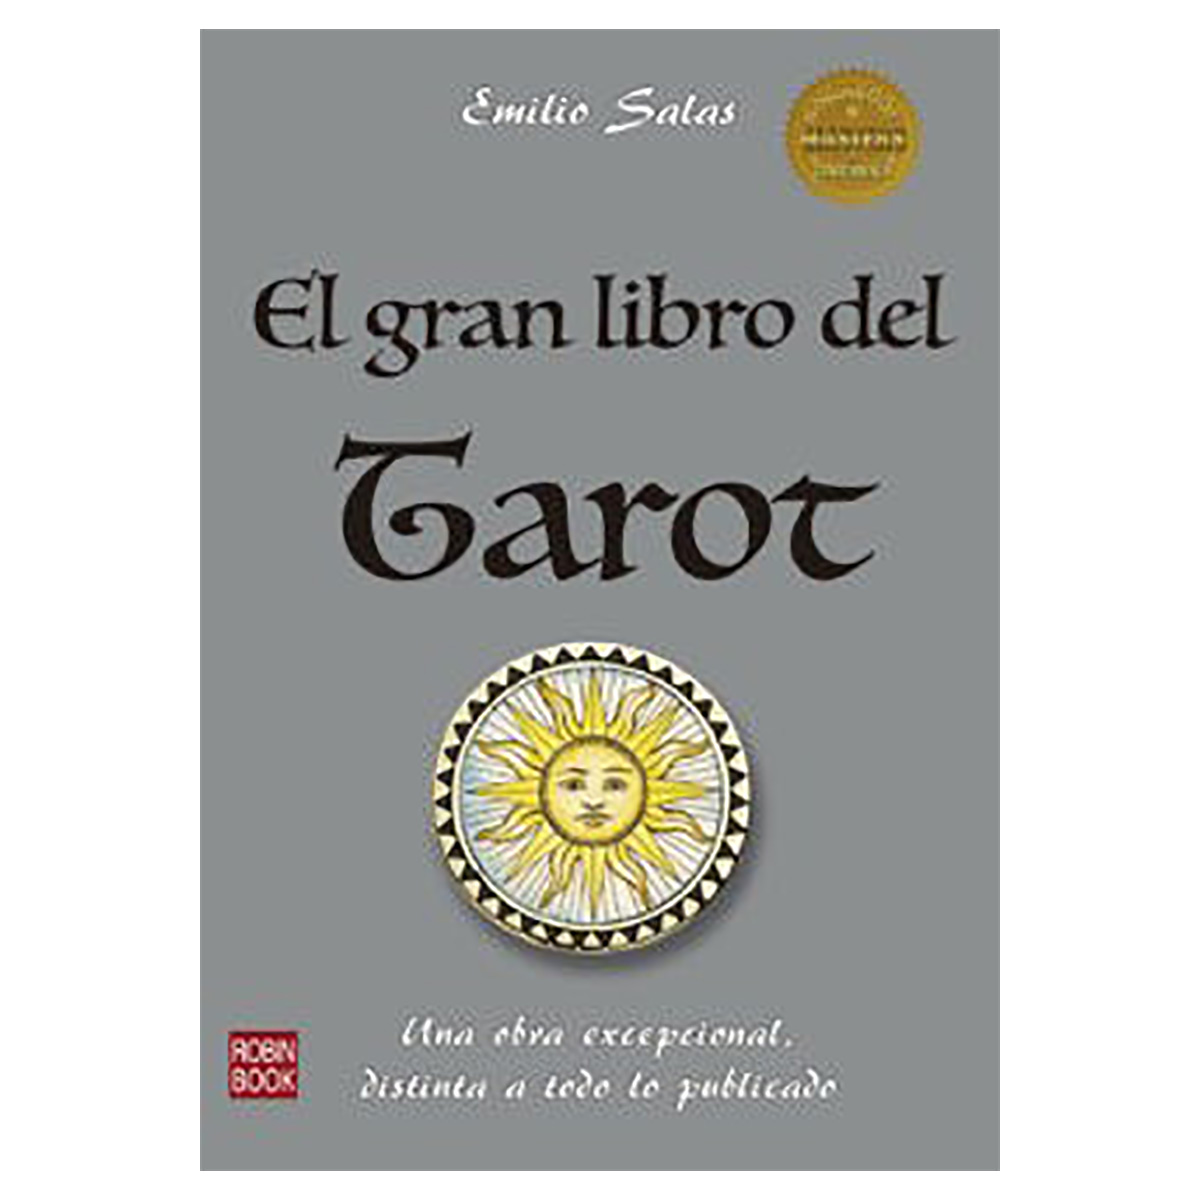 Emilio Salas
El gran libro del
Tarot
Una obra excepcional,
distinta a todo lo publicado
ROBIN
BOOK